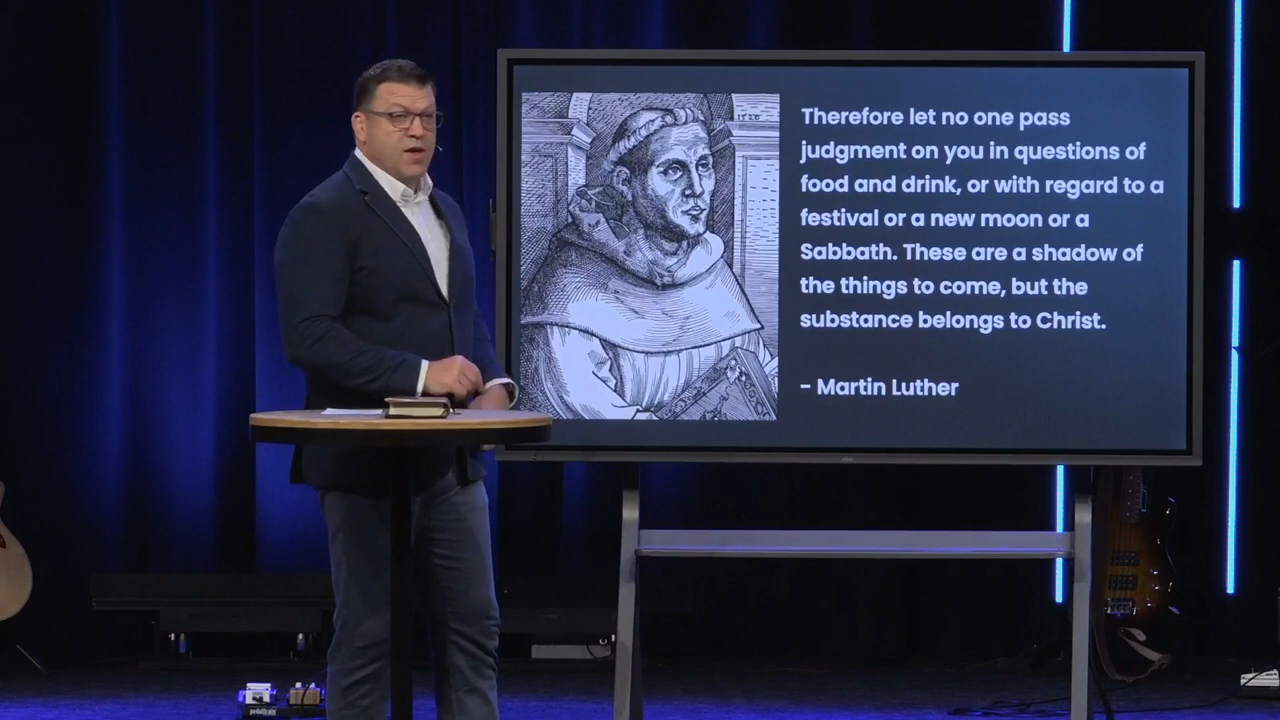 1520
Therefore let no one pass
judgment on you in questions of
food and drink, or with regard to a
festival or a new moon or a
Sabbath. These are a shadow of
the things to come, but the
substance belongs to Christ.
- Martin Luther
pedaltrain